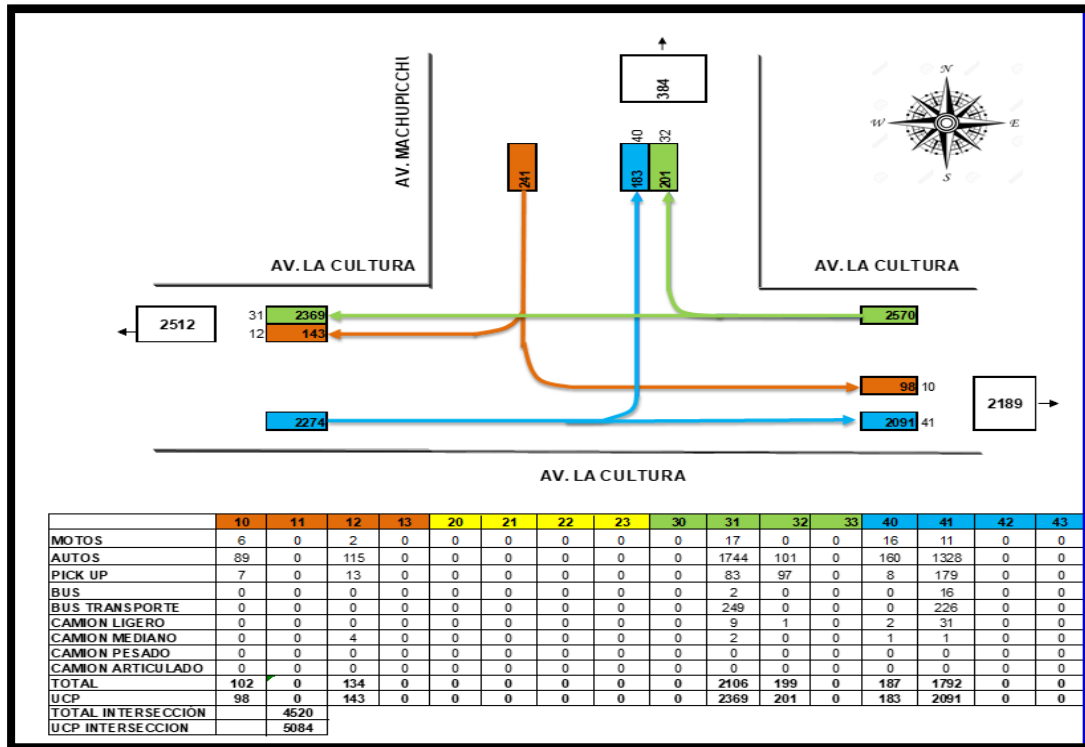 AV. MACHUPICCHU
384
N
W E
S
40 32
241 183 201
AV. LA CULTURA AV. LA CULTURA
31 2369 2570
2512
12 143
98 10
2189
2274 2091 41
AV. LA CULTURA
10 11 12 13 20 21 22 23 30 31 32 33 40 41 42 43
MOTOS 6 0 2 0 0 0 0 0 0 17 0 0 16 11 0 0
AUTOS 89 0 115 0 0 0 0 0 0 1744 101 0 160 1328 0 0
PICK UP 7 0 13 0 0 0 0 0 0 83 97 0 8 179 0 0
BUS 0 0 0 0 0 0 0 0 0 2 0 0 0 16 0 0
BUS TRANSPORTE 0 0 0 0 0 0 0 0 0 249 0 0 0 226 0 0
CAMION LIGERO 0 0 0 0 0 0 0 0 0 9 1 0 2 31 0 0
CAMION MEDIANO 0 0 4 0 0 0 0 0 0 2 0 0 1 1 0 0
CAMION PESADO 0 0 0 0 0 0 0 0 0 0 0 0 0 0 0 0
CAMION ARTICULADO 0 0 0 0 0 0 0 0 0 0 0 0 0 0 0 0
TOTAL 102 0 134 0 0 0 0 0 0 2106 199 0 187 1792 0 0
UCP 98 0 143 0 0 0 0 0 0 2369 201 0 183 2091 0 0
TOTAL INTERSECCIÓN 4520
UCP INTERSECCION 5084